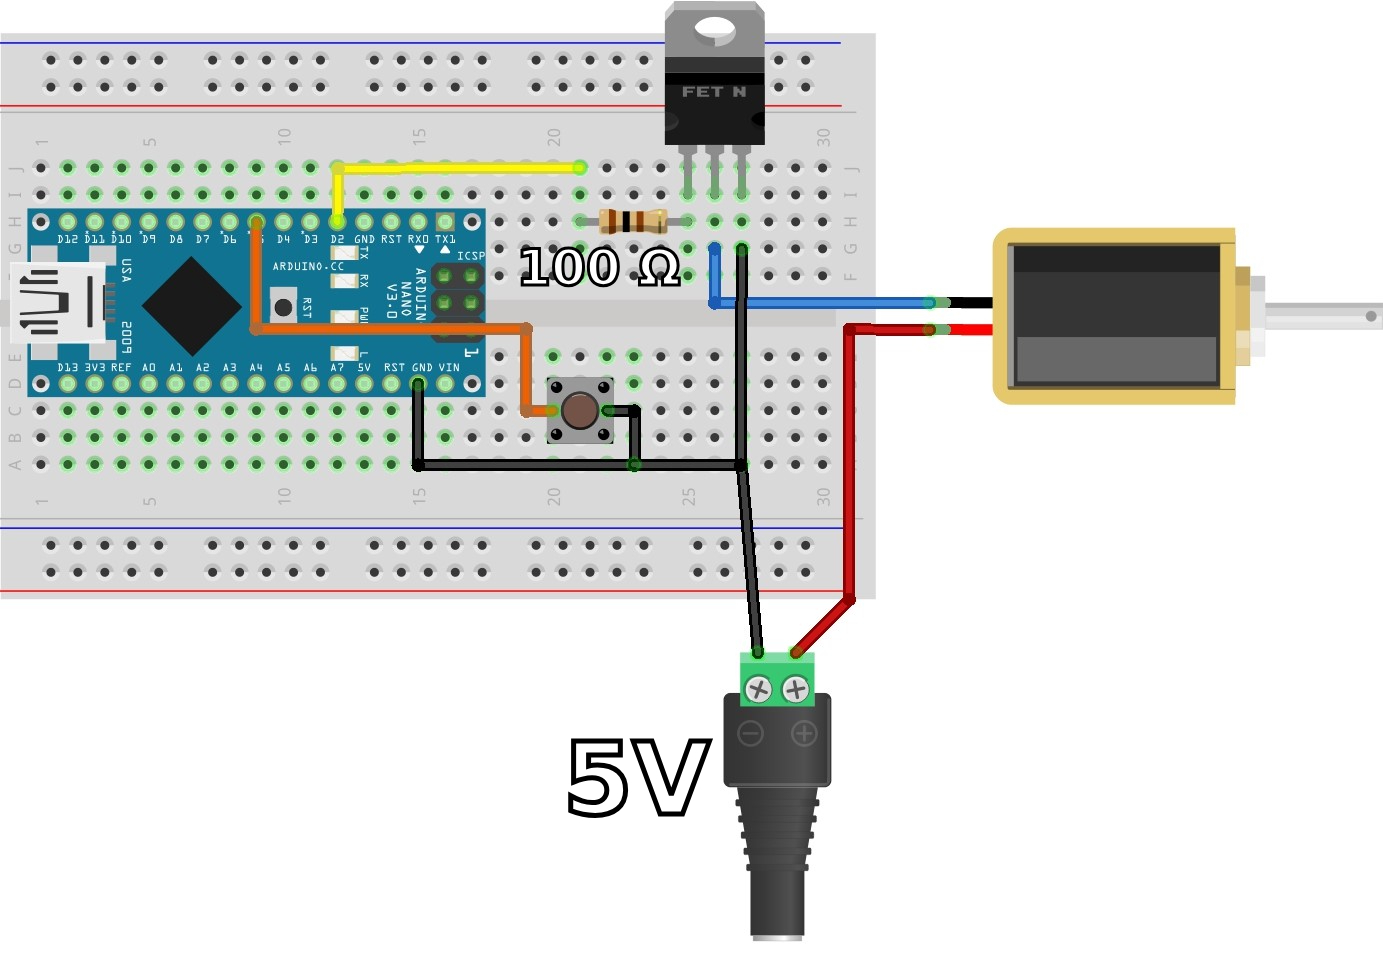 FET N
1 5 10 15 20 30
J J
I I
H
D12 D11 D10 D9 D8 D7 D6 D4 D3 D2 GND RST RX0 TX1
G G
ICSP
F
ARDUINO.CC
TX
RX
USA
ARDUINO
NANO
V3.0
100 Ω
RST
2009
L
1
E
D13 3V3 REF A0 A1 A2 A3 A4 A5 A6 A7 5V RST GND VIN
D
C
B
A
1 5 10 15 20 25 30
5V